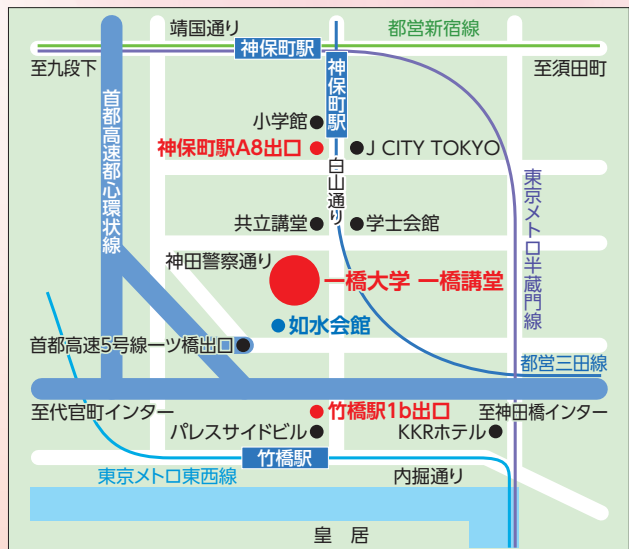 靖国通り
都営新宿線
神保町駅
至九段下
至須田町
神保町駅
首都高速都心環状線
小学館
神保町駅A8出口
J CITY TOKYO
白山通り
東京メトロ半蔵門線
共立講堂
学士会館
神田警察通り
一橋大学 一橋講堂
如水会館
首都高速5号線一ツ橋出口
都営三田線
至代官町インター
竹橋駅1b出口
至神田橋インター
パレスサイドビル
KKRホテル
竹橋駅
東京メトロ東西線
内掘通り
皇 居